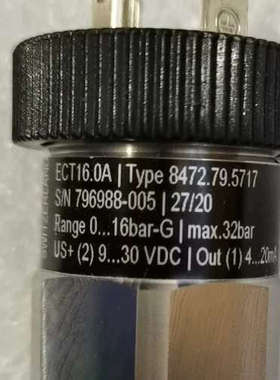 ECT16.0A | Type 8472.79.5717
S/N 796988-005 | 27/20
Range 0...16bar-G | max.32bar
US+ (2) 9...30 VDC | Out (1) 4...20mA